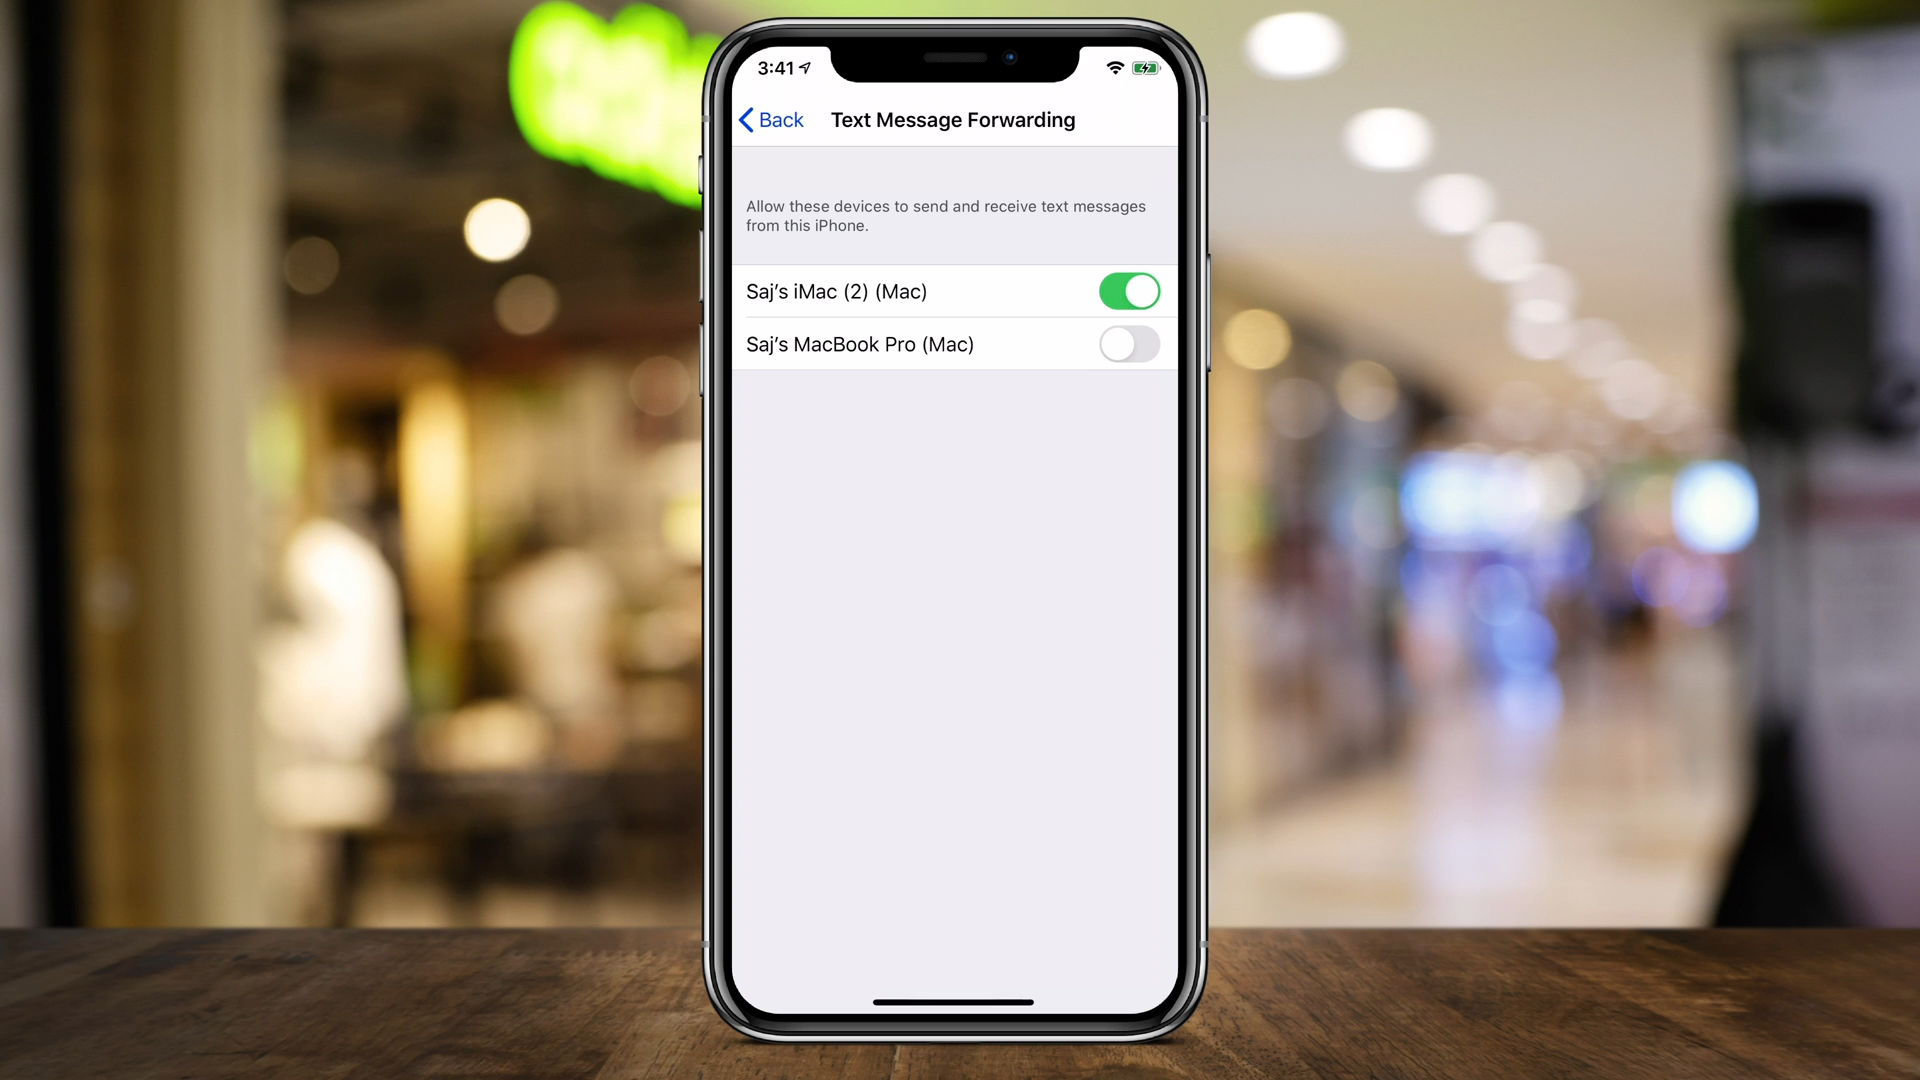 3:41
Back Text Message Forwarding
Allow these devices to send and receive text messages
from this iPhone.
Saj's iMac (2) (Mac)
Saj's MacBook Pro (Mac)